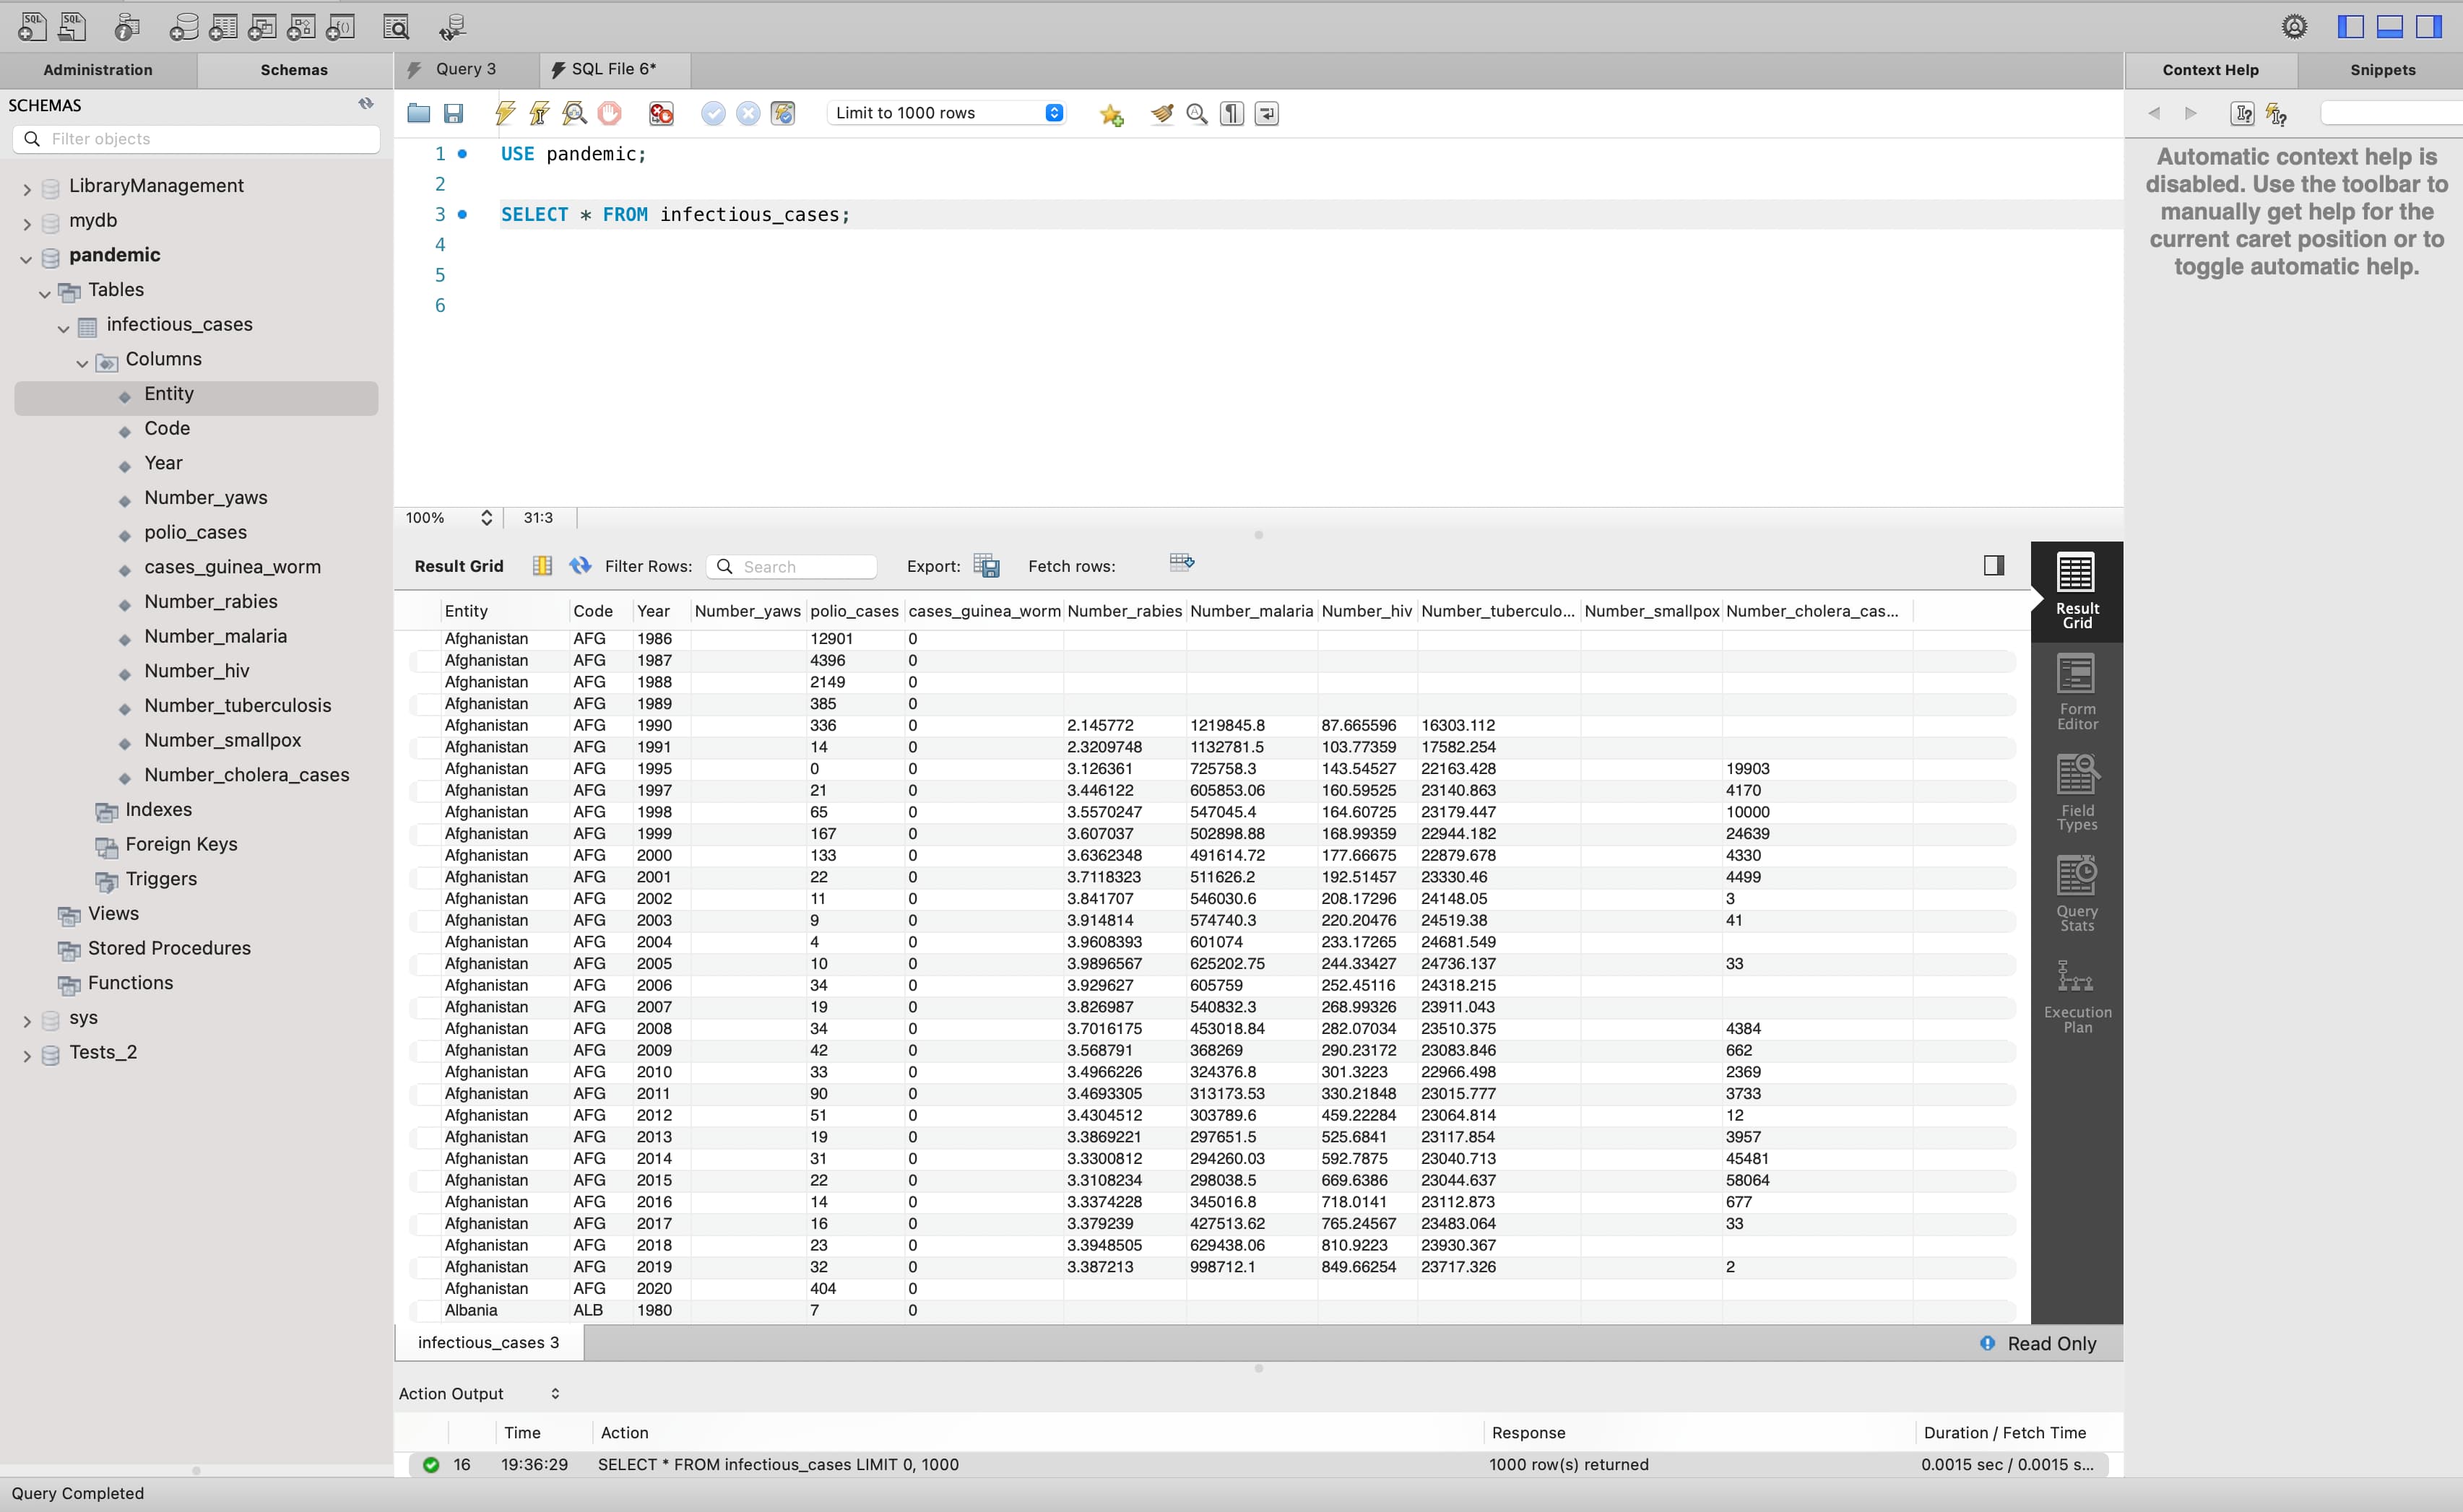 Administration Schemas Query 3 SQL File 6* Context Help Snippets
SCHEMAS
Filter objects
Limit to 1000 rows
LibraryManagement
mydb
pandemic
Tables
infectious_cases
Columns
Entity
Code
Year
Number_yaws
polio_cases
cases_guinea_worm
Number_rabies
Number_malaria
Number_hiv
Number_tuberculosis
Number_smallpox
Number_cholera_cases
Indexes
Foreign Keys
Triggers
Views
Stored Procedures
Functions
sys
Tests_2
1 USE pandemic;
2
3 SELECT * FROM infectious_cases;
4
5
6
Automatic context help is
disabled. Use the toolbar to
manually get help for the
current caret position or to
toggle automatic help.
100% 31:3
Result Grid Filter Rows: Search Export: Fetch rows:
Entity Code Year Number_yaws polio_cases cases_guinea_worm Number_rabies Number_malaria Number_hiv Number_tuberculo... Number_smallpox Number_cholera_cas...
Afghanistan AFG 1986 12901 0
Afghanistan AFG 1987 4396 0
Afghanistan AFG 1988 2149 0
Afghanistan AFG 1989 385 0
Afghanistan AFG 1990 336 0 2.145772 1219845.8 87.665596 16303.112
Afghanistan AFG 1991 14 0 2.3209748 1132781.5 103.77359 17582.254
Afghanistan AFG 1995 0 0 3.126361 725758.3 143.54527 22163.428 19903
Afghanistan AFG 1997 21 0 3.446122 605853.06 160.59525 23140.863 4170
Afghanistan AFG 1998 65 0 3.5570247 547045.4 164.60725 23179.447 10000
Afghanistan AFG 1999 167 0 3.607037 502898.88 168.99359 22944.182 24639
Afghanistan AFG 2000 133 0 3.6362348 491614.72 177.66675 22879.678 4330
Afghanistan AFG 2001 22 0 3.7118323 511626.2 192.51457 23330.46 4499
Afghanistan AFG 2002 11 0 3.841707 546030.6 208.17296 24148.05 3
Afghanistan AFG 2003 9 0 3.914814 574740.3 220.20476 24519.38 41
Afghanistan AFG 2004 4 0 3.9608393 601074 233.17265 24681.549
Afghanistan AFG 2005 10 0 3.9896567 625202.75 244.33427 24736.137 33
Afghanistan AFG 2006 34 0 3.929627 605759 252.45116 24318.215
Afghanistan AFG 2007 19 0 3.826987 540832.3 268.99326 23911.043
Afghanistan AFG 2008 34 0 3.7016175 453018.84 282.07034 23510.375 4384
Afghanistan AFG 2009 42 0 3.568791 368269 290.23172 23083.846 662
Afghanistan AFG 2010 33 0 3.4966226 324376.8 301.3223 22966.498 2369
Afghanistan AFG 2011 90 0 3.4693305 313173.53 330.21848 23015.777 3733
Afghanistan AFG 2012 51 0 3.4304512 303789.6 459.22284 23064.814 12
Afghanistan AFG 2013 19 0 3.3869221 297651.5 525.6841 23117.854 3957
Afghanistan AFG 2014 31 0 3.3300812 294260.03 592.7875 23040.713 45481
Afghanistan AFG 2015 22 0 3.3108234 298038.5 669.6386 23044.637 58064
Afghanistan AFG 2016 14 0 3.3374228 345016.8 718.0141 23112.873 677
Afghanistan AFG 2017 16 0 3.379239 427513.62 765.24567 23483.064 33
Afghanistan AFG 2018 23 0 3.3948505 629438.06 810.9223 23930.367
Afghanistan AFG 2019 32 0 3.387213 998712.1 849.66254 23717.326 2
Afghanistan AFG 2020 404 0
Albania ALB 1980 7 0
Result
Grid
Form
Editor
Field
Types
Query
Stats
Execution
Plan
infectious_cases 3 Read Only
Action Output
Time Action Response Duration / Fetch Time
16 19:36:29 SELECT * FROM infectious_cases LIMIT 0, 1000 1000 row(s) returned 0.0015 sec / 0.0015 s...
Query Completed